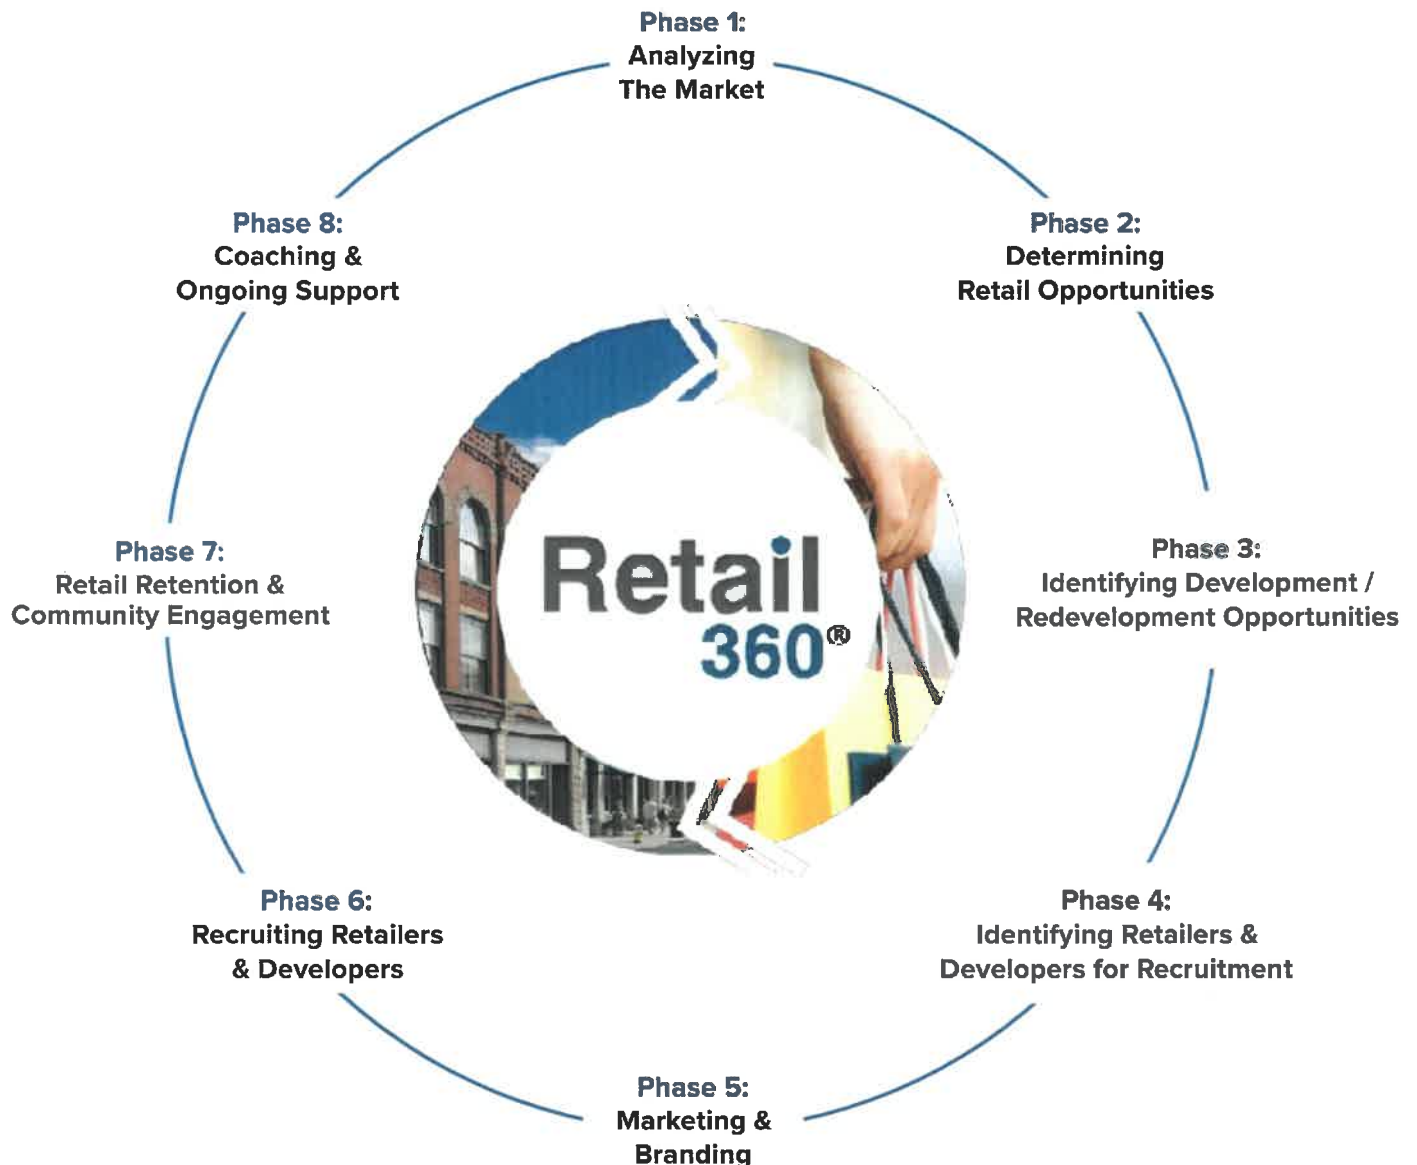 Phase 1:
Analyzing
The Market
Phase 2:
Determining
Retail Opportunities
Phase 3:
Identifying Development /
Redevelopment Opportunities
Phase 4:
Identifying Retailers &
Developers for Recruitment
Phase 5:
Marketing &
Branding
Phase 6:
Recruiting Retailers
& Developers
Phase 7:
Retail Retention &
Community Engagement
Phase 8:
Coaching &
Ongoing Support
Retail
360®